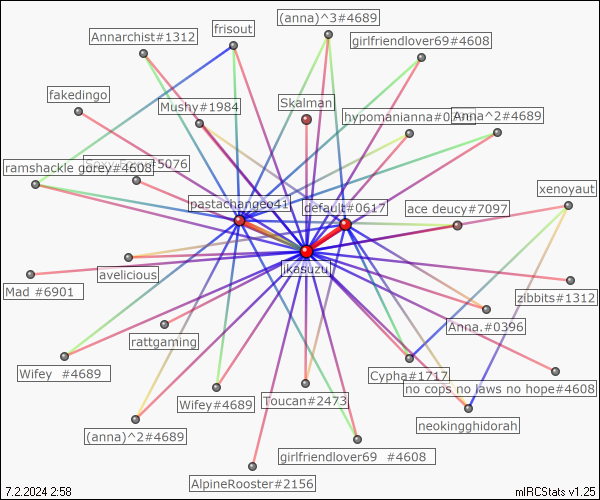 (anna)^3#4689
frisout
Annarchist#1312
girlfriendlover69#4608
fakedingo
Mushy#1984
Skalman
hypomanianna#0
Anna^2#4689
ramshackle gorey#4608
#5076
xenoyaut
pastachangeo41
default#0617
ace deucy#7097
jkasuzu
avelicious
Mad #6901
zibbits#1312
Anna.#0396
rattgaming
Wifey #4689
Cypha#1717
no cops no laws no hope#4608
Wifey#4689
Toucan#2473
neokingghidorah
(anna)^2#4689
girlfriendlover69 #4608
AlpineRooster#2156
7.2.2024 2:58
mIRCStats v1.25